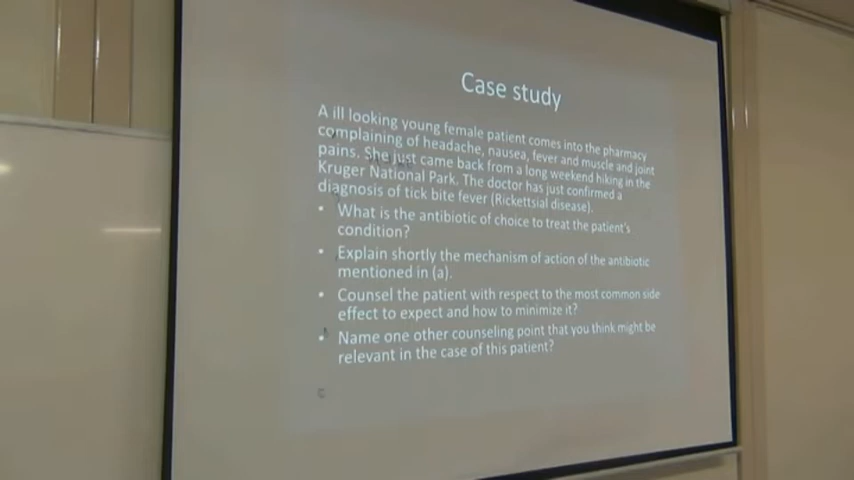 Case study
A ill looking young female patient comes into the pharmacy
complaining of headache, nausea, fever and muscle and joint
pains. She just came back from a long weekend hiking in the
Kruger National Park. The doctor has just confirmed a
diagnosis of tick bite fever (Rickettsial disease).
• What is the antibiotic of choice to treat the patient's
condition?
• Explain shortly the mechanism of action of the antibiotic
mentioned in (a).
• Counsel the patient with respect to the most common side
effect to expect and how to minimize it?
• Name one other counseling point that you think might be
relevant in the case of this patient?